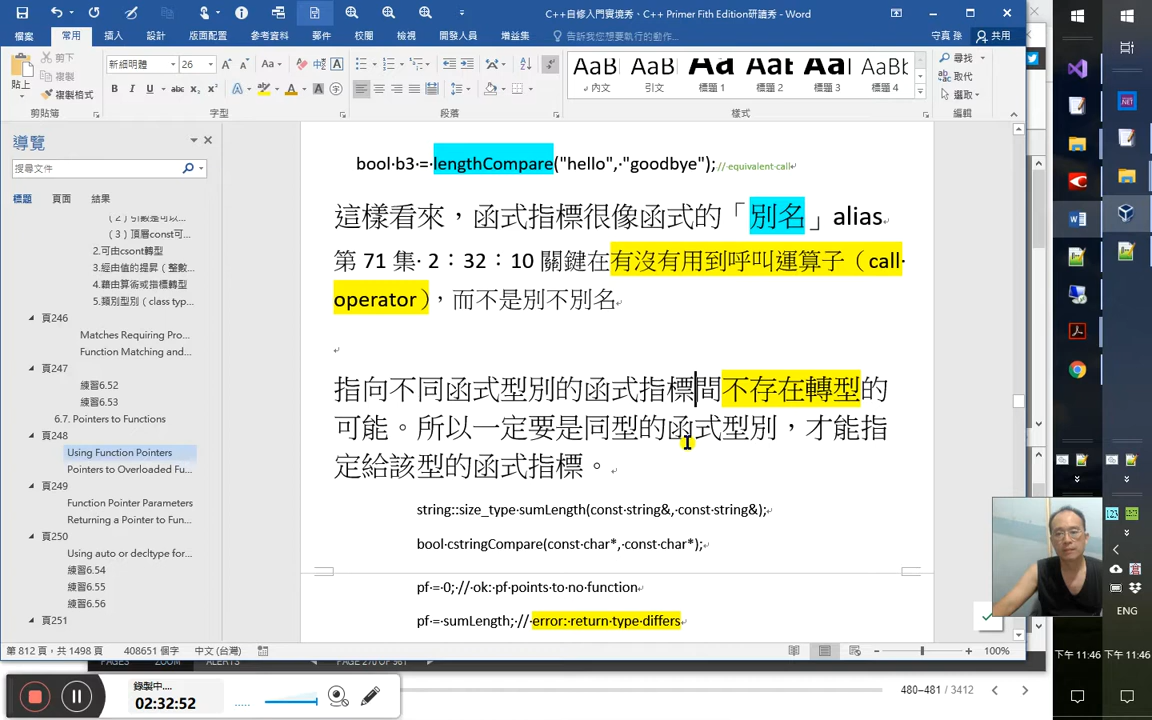 C++自修入門實境秀、C++ Primer Fifth Edition研讀秀 - Word
檔案 常用 插入 設計 版面配置 參考資料 郵件 校閱 檢視 開發人員 增益集 告訴我您想要執行的動作... 守真 孫 共用
貼上 剪下 複製 複製格式
新細明體 26
AaBb AaBb AaBb AaBb AaBb AaBb
內文 引文 標題 1 標題 2 標題 3 標題 4
尋找 取代 選取
剪貼簿 字型 段落 樣式 編輯
導覽
搜尋文件
標題 頁面 結果
（2）引數是可以...
（3）頂層const可...
2.可由csont轉型
3.經由值的提昇（整數...
4.藉由算術或指標轉型
5.類別型別（class typ...
頁246
Matches Requiring Pro...
Function Matching and...
頁247
練習6.52
練習6.53
6.7. Pointers to Functions
頁248
Using Function Pointers
Pointers to Overloaded Fu...
頁249
Function Pointer Parameters
Returning a Pointer to Fun...
頁250
Using auto or decltype for...
練習6.54
練習6.55
練習6.56
頁251
bool b3 = lengthCompare("hello", "goodbye"); // equivalent call
這樣看來，函式指標很像函式的「別名」alias
第 71 集 2：32：10 關鍵在有沒有用到呼叫運算子（call
operator），而不是別不別名
指向不同函式型別的函式指標間不存在轉型的
可能。所以一定要是同型的函式型別，才能指
定給該型的函式指標。
string::size_type sumLength(const string&, const string&);
bool cstringCompare(const char*, const char*);
pf = 0; // ok: pf points to no function
pf = sumLength; // error: return type differs
第 812 頁，共 1498 頁 408651 個字 中文 (台灣) 100%
PAGES ZOOM ALERTS PAGE 270 OF 961
錄製中....
02:32:52
480–481 / 3412
ENG
下午 11:46 下午 11:46